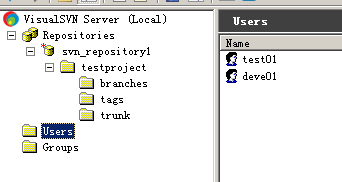 VisualSVN Server (Local)
Repositories
svn_repository1
testproject
branches
tags
trunk
Users
Groups
Users
Name
test01
deve01